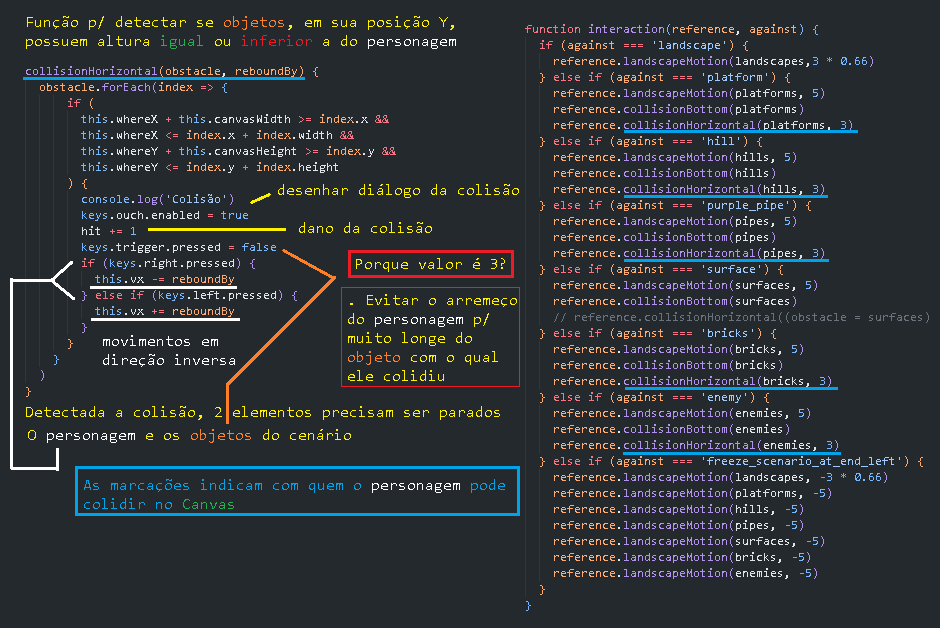 Função p/ detectar se objetos, em sua posição Y,
possuem altura igual ou inferior a do personagem
collisionHorizontal(obstacle, reboundBy) {
obstacle.forEach(index => {
if (
this.whereX + this.canvasWidth >= index.x &&
this.whereX <= index.x + index.width &&
this.whereY + this.canvasHeight >= index.y &&
this.whereY <= index.y + index.height
) {
console.log('Colisão')
keys.ouch.enabled = true
hit += 1
keys.trigger.pressed = false
if (keys.right.pressed) {
this.vx -= reboundBy
} else if (keys.left.pressed) {
this.vx += reboundBy
}
}
}
)
}
desenhar diálogo da colisão
dano da colisão
movimentos em
direção inversa
Porque valor é 3?
. Evitar o arremeço
do personagem p/
muito longe do
objeto com o qual
ele colidiu
Detectada a colisão, 2 elementos precisam ser parados
O personagem e os objetos do cenário
As marcações indicam com quem o personagem pode
colidir no Canvas
function interaction(reference, against) {
if (against === 'landscape') {
reference.landscapeMotion(landscapes,3 * 0.66)
} else if (against === 'platform') {
reference.landscapeMotion(platforms, 5)
reference.collisionBottom(platforms)
reference.collisionHorizontal(platforms, 3)
} else if (against === 'hill') {
reference.landscapeMotion(hills, 5)
reference.collisionBottom(hills)
reference.collisionHorizontal(hills, 3)
} else if (against === 'purple_pipe') {
reference.landscapeMotion(pipes, 5)
reference.collisionBottom(pipes)
reference.collisionHorizontal(pipes, 3)
} else if (against === 'surface') {
reference.landscapeMotion(surfaces, 5)
reference.collisionBottom(surfaces)
// reference.collisionHorizontal((obstacle = surfaces)
} else if (against === 'bricks') {
reference.landscapeMotion(bricks, 5)
reference.collisionBottom(bricks)
reference.collisionHorizontal(bricks, 3)
} else if (against === 'enemy') {
reference.landscapeMotion(enemies, 5)
reference.collisionBottom(enemies)
reference.collisionHorizontal(enemies, 3)
} else if (against === 'freeze_scenario_at_end_left') {
reference.landscapeMotion(landscapes, -3 * 0.66)
reference.landscapeMotion(platforms, -5)
reference.landscapeMotion(hills, -5)
reference.landscapeMotion(pipes, -5)
reference.landscapeMotion(surfaces, -5)
reference.landscapeMotion(bricks, -5)
reference.landscapeMotion(enemies, -5)
}
}